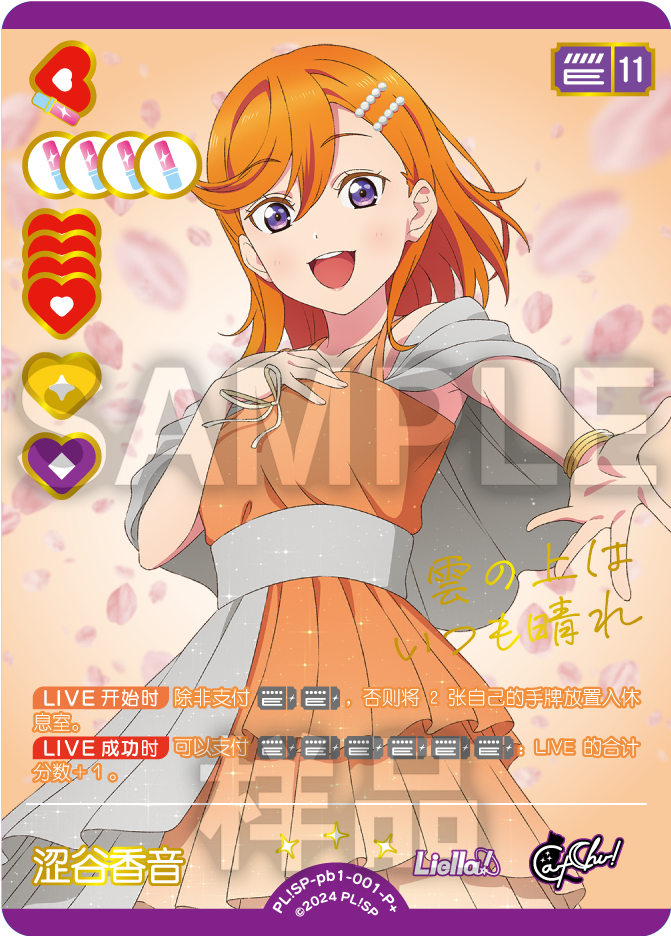 E 11
SAMPLE
雲の上は
いつも晴れ
LIVE 开始时 除非支付 E E ，否则将 2 张自己的手牌放置入休
息室。
LIVE 成功时 可以支付 E E E E E E ：LIVE 的合计
分数+1。
样品
涩谷香音
Liella!
CatChu!
PL!SP-pb1-001-P+
©2024 PL!SP